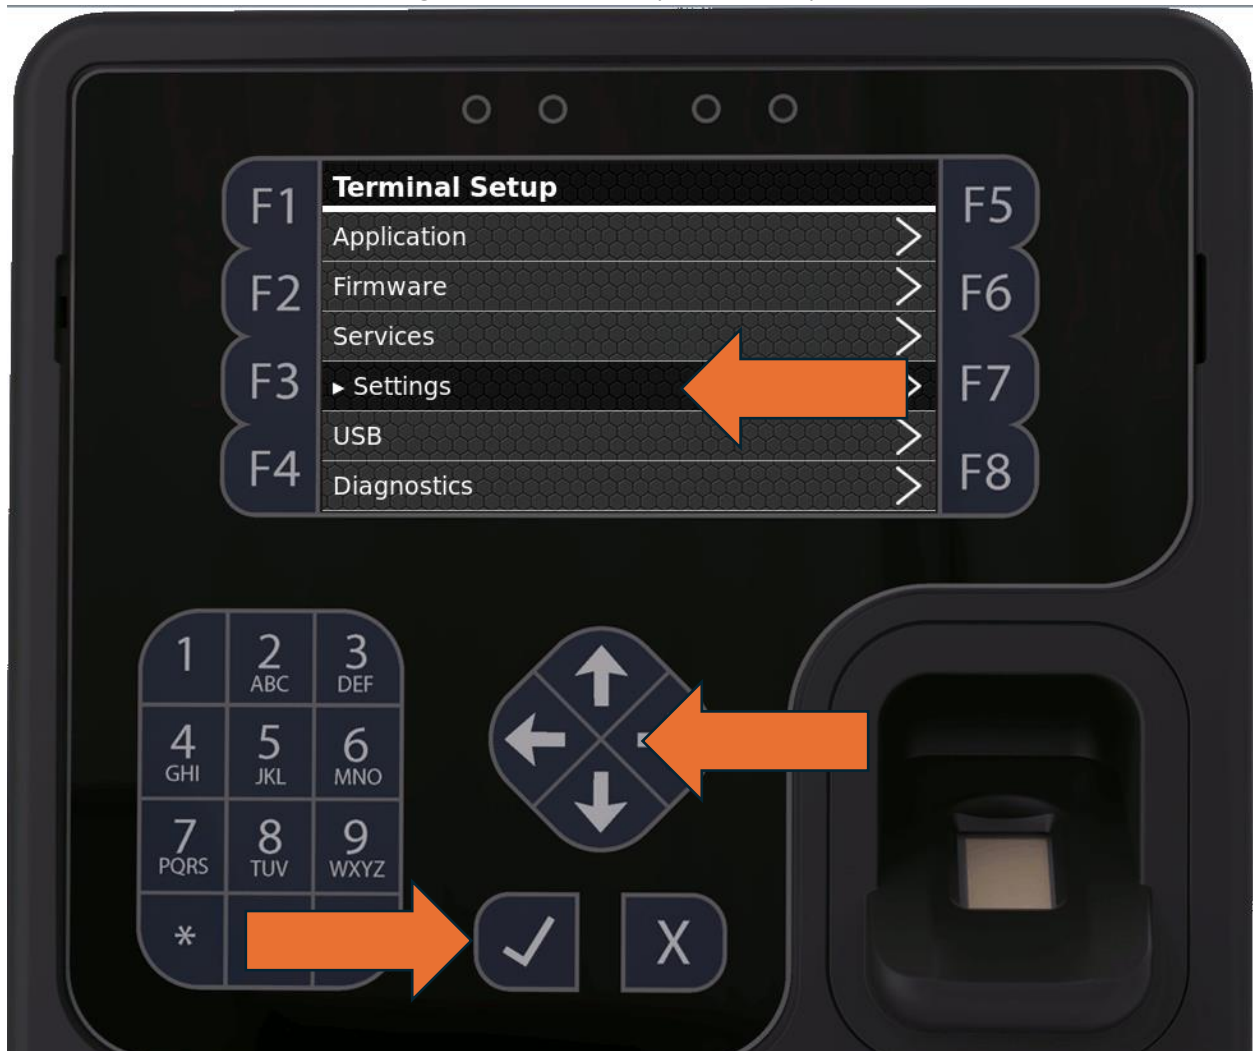 F1
Terminal Setup
F5
Application
F2
Firmware
F6
Services
F3
▸ Settings
F7
USB
F4
Diagnostics
F8
1
2
ABC
3
DEF
4
GHI
5
JKL
6
MNO
7
PQRS
8
TUV
9
WXYZ
*
X